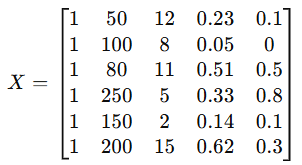 1 50 12 0.23 0.1
1 100 8 0.05 0
1 80 11 0.51 0.5
X = 1 250 5 0.33 0.8
1 150 2 0.14 0.1
1 200 15 0.62 0.3